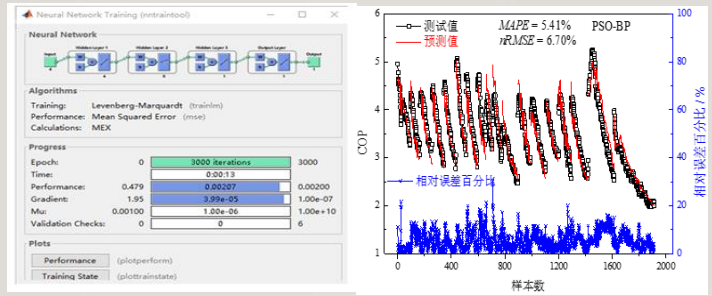 Neural Network Training (nntraintool)
Neural Network
Hidden Layer 1 Hidden Layer 2 Hidden Layer 3 Output Layer
Input Output
Algorithms
Training: Levenberg-Marquardt (trainlm)
Performance: Mean Squared Error (mse)
Calculations: MEX
Progress
Epoch: 0 3000 iterations 3000
Time: 0:00:13
Performance: 0.479 0.00207 0.00200
Gradient: 1.95 3.99e-05 1.00e-07
Mu: 0.00100 1.00e-06 1.00e+10
Validation Checks: 0 0 6
Plots
Performance (plotperform)
Training State (plottrainstate)
测试值 MAPE = 5.41% PSO-BP
预测值 nRMSE = 6.70%
相对误差百分比
COP
6
5
4
3
2
1
0 400 800 1200 1600 2000
样本数
100
80
60
40
20
0
相对误差百分比 / %